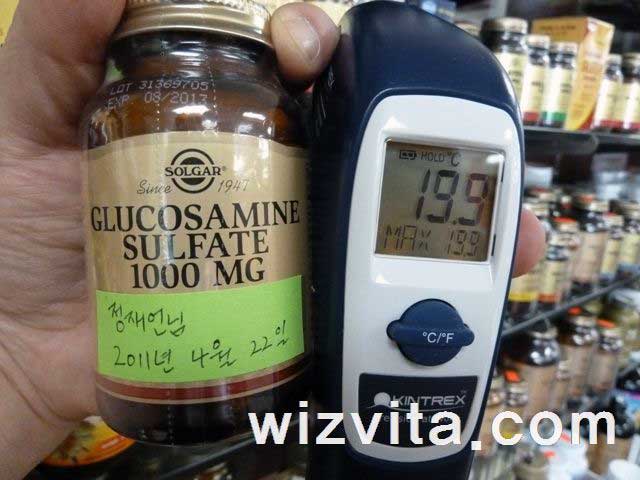 LOT 31369705
EXP 08/2013
SOLGAR
Since 1947
GLUCOSAMINE
SULFATE
1000 MG
정재언님
2011년 4월 22일
HOLD °C
19.9
MAX 19.9
°C/°F
KINTREX
wizvita.com